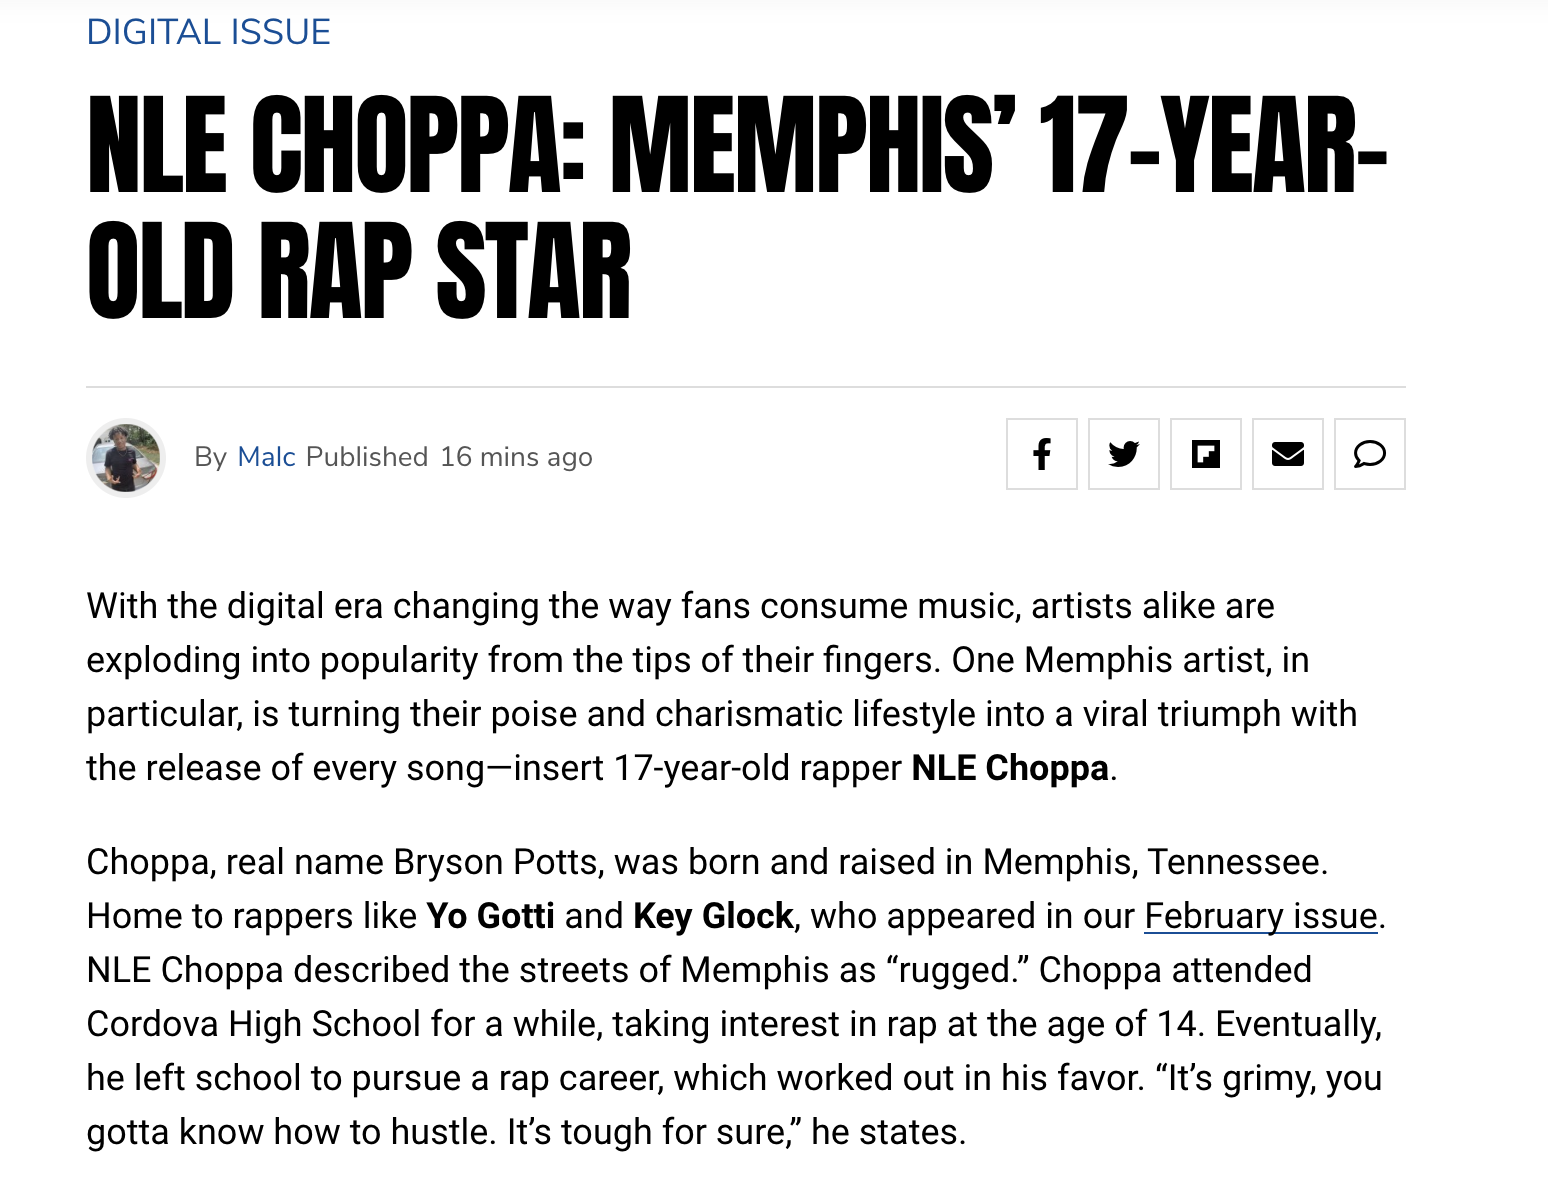 DIGITAL ISSUE
NLE CHOPPA: MEMPHIS’ 17-YEAR-
OLD RAP STAR
By Malc Published 16 mins ago
With the digital era changing the way fans consume music, artists alike are
exploding into popularity from the tips of their fingers. One Memphis artist, in
particular, is turning their poise and charismatic lifestyle into a viral triumph with
the release of every song—insert 17-year-old rapper NLE Choppa.
Choppa, real name Bryson Potts, was born and raised in Memphis, Tennessee.
Home to rappers like Yo Gotti and Key Glock, who appeared in our February issue.
NLE Choppa described the streets of Memphis as “rugged.” Choppa attended
Cordova High School for a while, taking interest in rap at the age of 14. Eventually,
he left school to pursue a rap career, which worked out in his favor. “It’s grimy, you
gotta know how to hustle. It’s tough for sure,” he states.